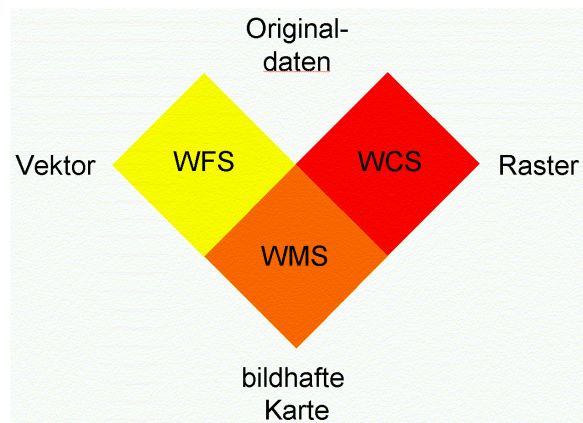 Original-
daten
Vektor
WFS
WCS
Raster
WMS
bildhafte
Karte